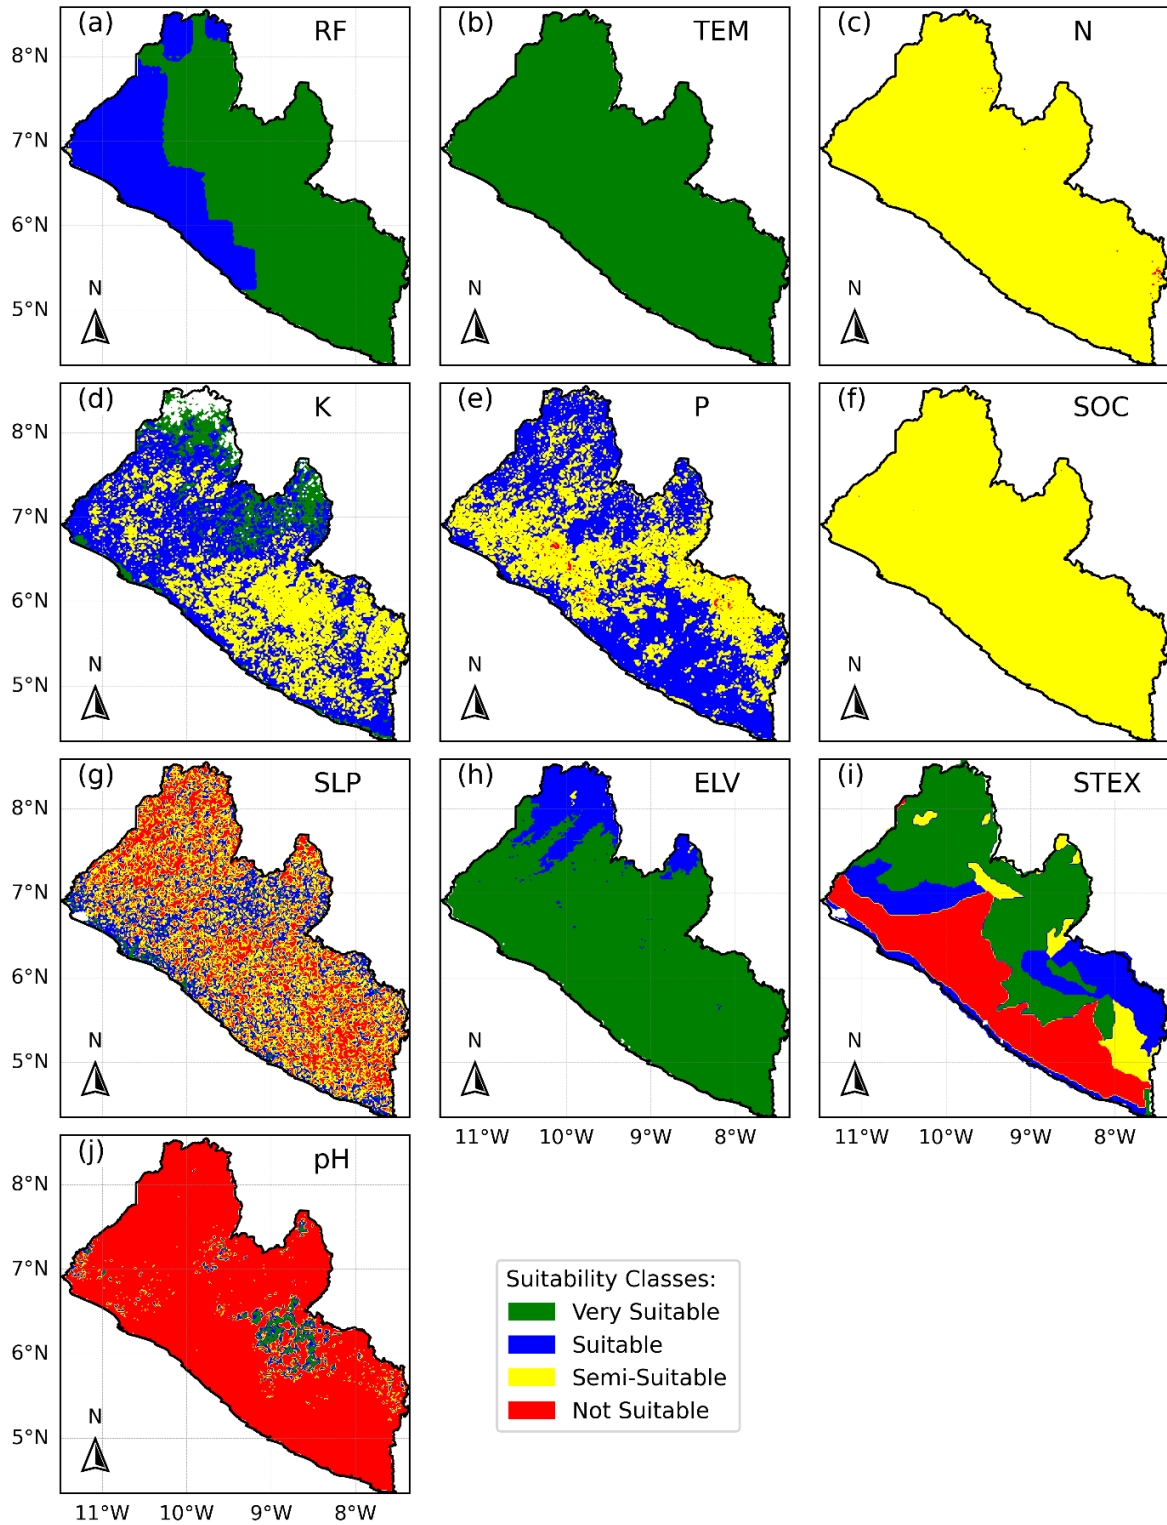 (a) RF
(b) TEM
(c) N
8°N
7°N
6°N
5°N
N
N
N
(d) K
(e) P
(f) SOC
8°N
7°N
6°N
5°N
N
N
N
(g) SLP
(h) ELV
(i) STEX
8°N
7°N
6°N
5°N
N
N
N
11°W 10°W 9°W 8°W
11°W 10°W 9°W 8°W
(j) pH
8°N
7°N
6°N
5°N
N
11°W 10°W 9°W 8°W
Suitability Classes:
Very Suitable
Suitable
Semi-Suitable
Not Suitable